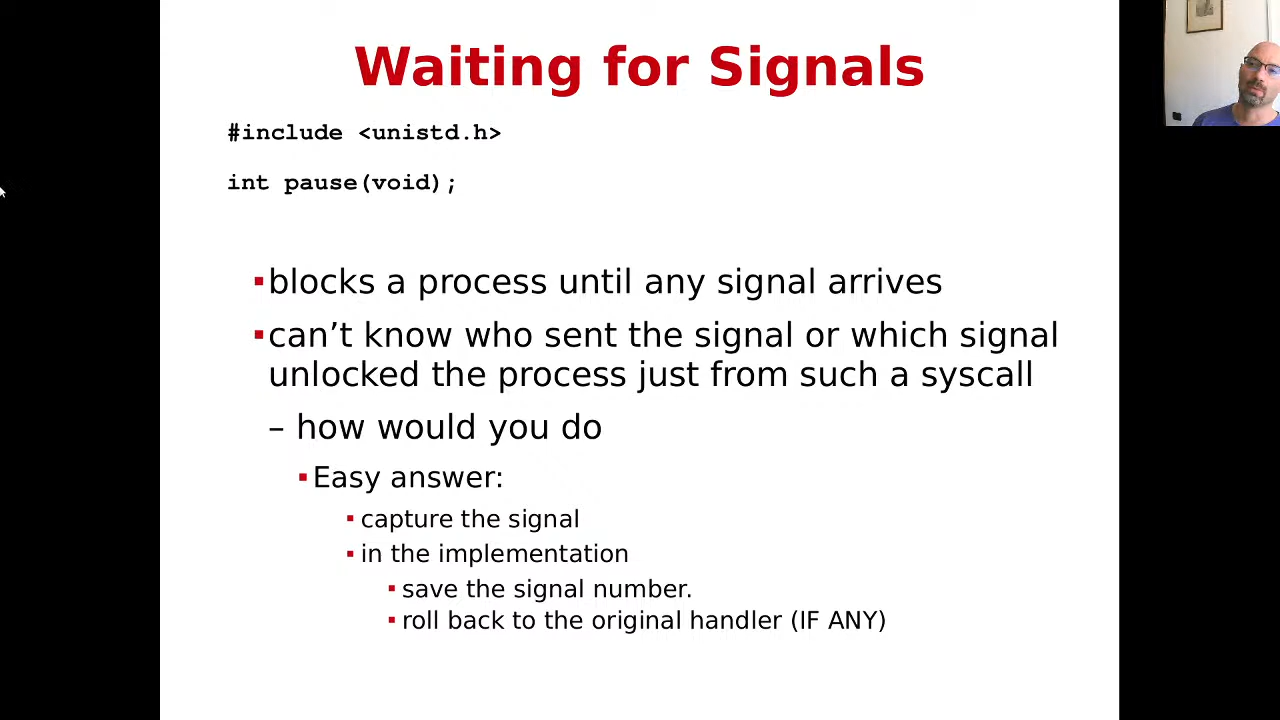 Waiting for Signals
#include <unistd.h>
int pause(void);
▪blocks a process until any signal arrives
▪can’t know who sent the signal or which signal
unlocked the process just from such a syscall
– how would you do
▪Easy answer:
▪capture the signal
▪in the implementation
▪save the signal number.
▪roll back to the original handler (IF ANY)